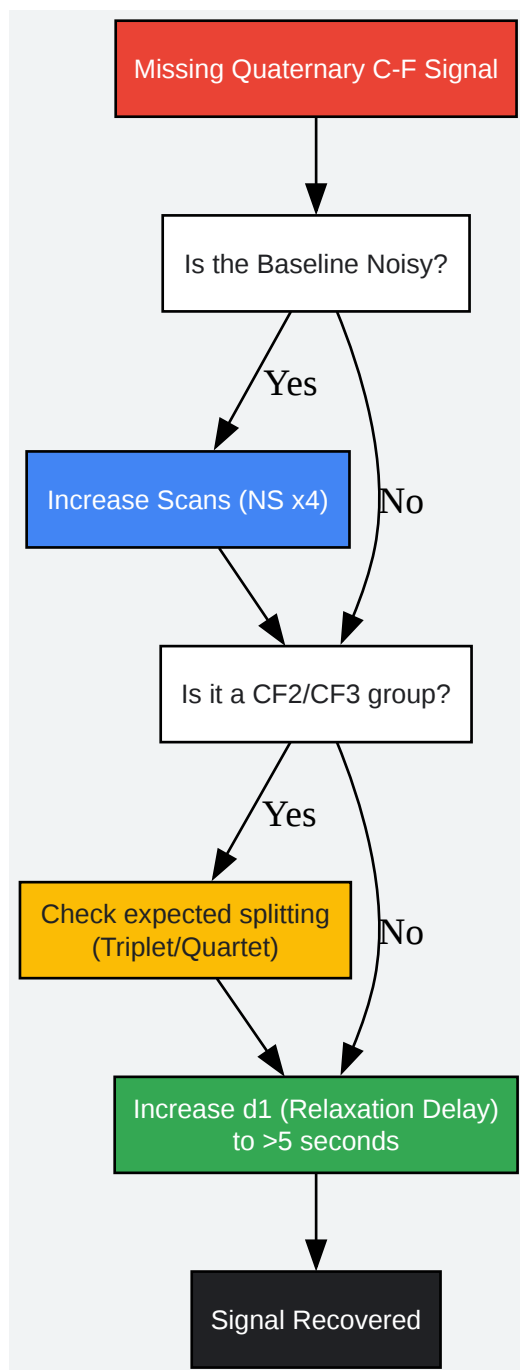 Missing Quaternary C-F Signal
Is the Baseline Noisy?
Yes
Increase Scans (NS x4)
No
Is it a CF2/CF3 group?
Yes
Check expected splitting
(Triplet/Quartet)
No
Increase d1 (Relaxation Delay)
to >5 seconds
Signal Recovered